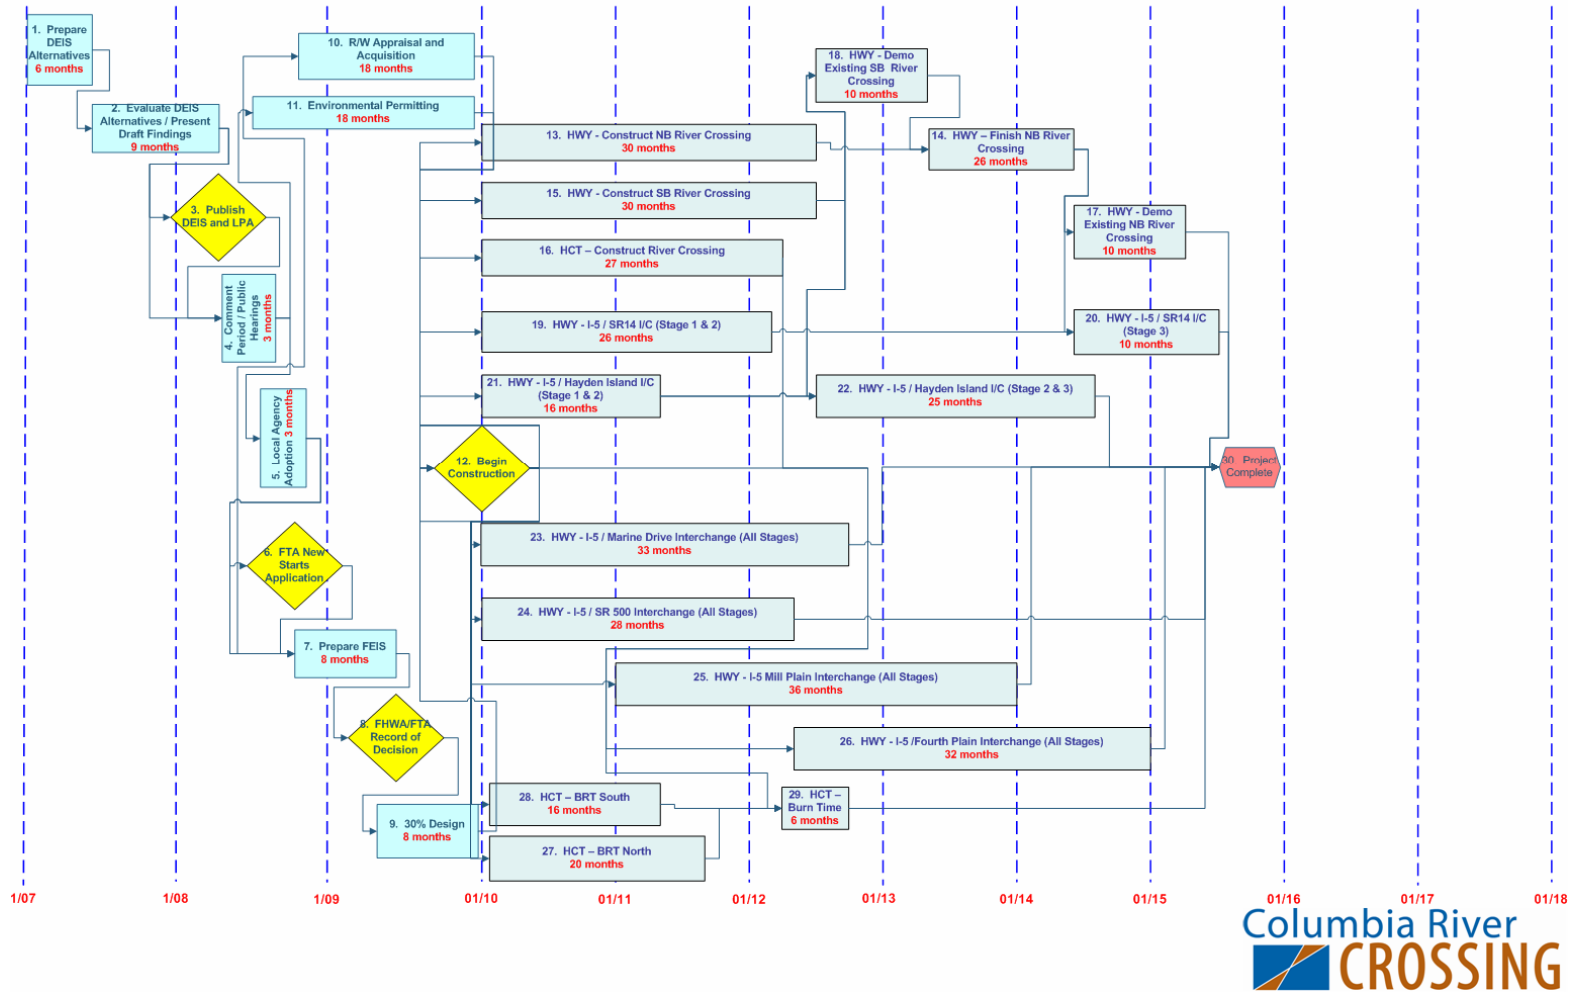 1. Prepare
DEIS
Alternatives
6 months
2. Evaluate DEIS
Alternatives / Present
Draft Findings
9 months
3. Publish
DEIS and LPA
4. Comment
Period / Public
Hearings
3 months
5. Local Agency
Adoption 3 months
6. FTA New
Starts
Application
7. Prepare FEIS
8 months
8. FHWA/FTA
Record of
Decision
9. 30% Design
8 months
10. R/W Appraisal and
Acquisition
18 months
11. Environmental Permitting
18 months
12. Begin
Construction
13. HWY - Construct NB River Crossing
30 months
18. HWY - Demo
Existing SB River
Crossing
10 months
14. HWY – Finish NB River
Crossing
26 months
15. HWY - Construct SB River Crossing
30 months
17. HWY - Demo
Existing NB River
Crossing
10 months
16. HCT – Construct River Crossing
27 months
19. HWY - I-5 / SR14 I/C (Stage 1 & 2)
26 months
20. HWY - I-5 / SR14 I/C
(Stage 3)
10 months
21. HWY - I-5 / Hayden Island I/C
(Stage 1 & 2)
16 months
22. HWY - I-5 / Hayden Island I/C (Stage 2 & 3)
25 months
30. Project
Complete
23. HWY - I-5 / Marine Drive Interchange (All Stages)
33 months
24. HWY - I-5 / SR 500 Interchange (All Stages)
28 months
25. HWY - I-5 Mill Plain Interchange (All Stages)
36 months
26. HWY - I-5 /Fourth Plain Interchange (All Stages)
32 months
28. HCT – BRT South
16 months
29. HCT –
Burn Time
6 months
27. HCT – BRT North
20 months
1/07 1/08 1/09 01/10 01/11 01/12 01/13 01/14 01/15 01/16 01/17 01/18
Columbia River
CROSSING